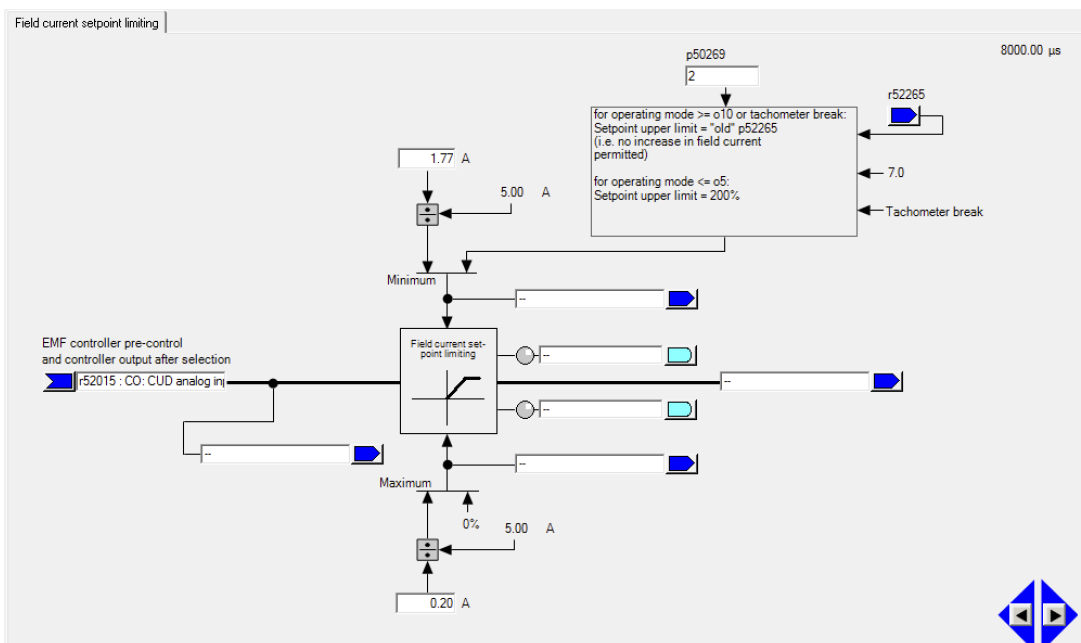 Field current setpoint limiting
8000.00 µs
p50269
2
r52265
for operating mode >= o10 or tachometer break:
Setpoint upper limit = "old" p52265
(i.e. no increase in field current
permitted)
for operating mode <= o5:
Setpoint upper limit = 200%
7.0
Tachometer break
1.77 A
5.00 A
Minimum
--
Field current set-
point limiting
--
EMF controller pre-control
and controller output after selection
r52015 : CO: CUD analog inp
--
--
--
--
Maximum
0%
5.00 A
0.20 A